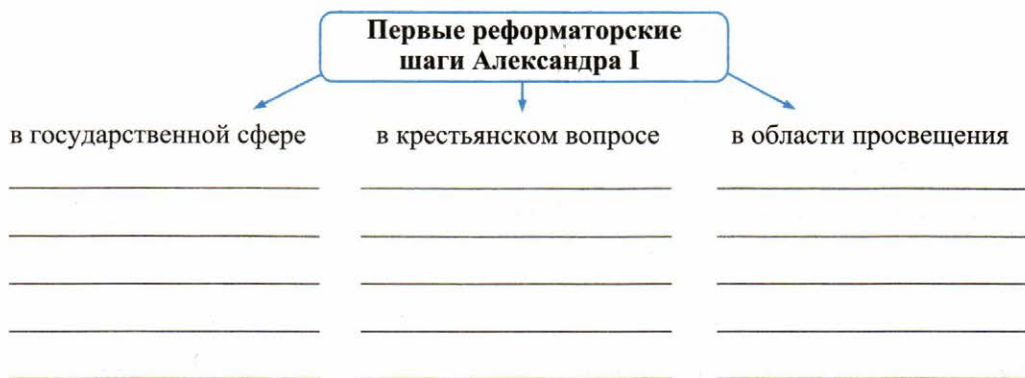 Первые реформаторские
шаги Александра I
в государственной сфере
в крестьянском вопросе
в области просвещения